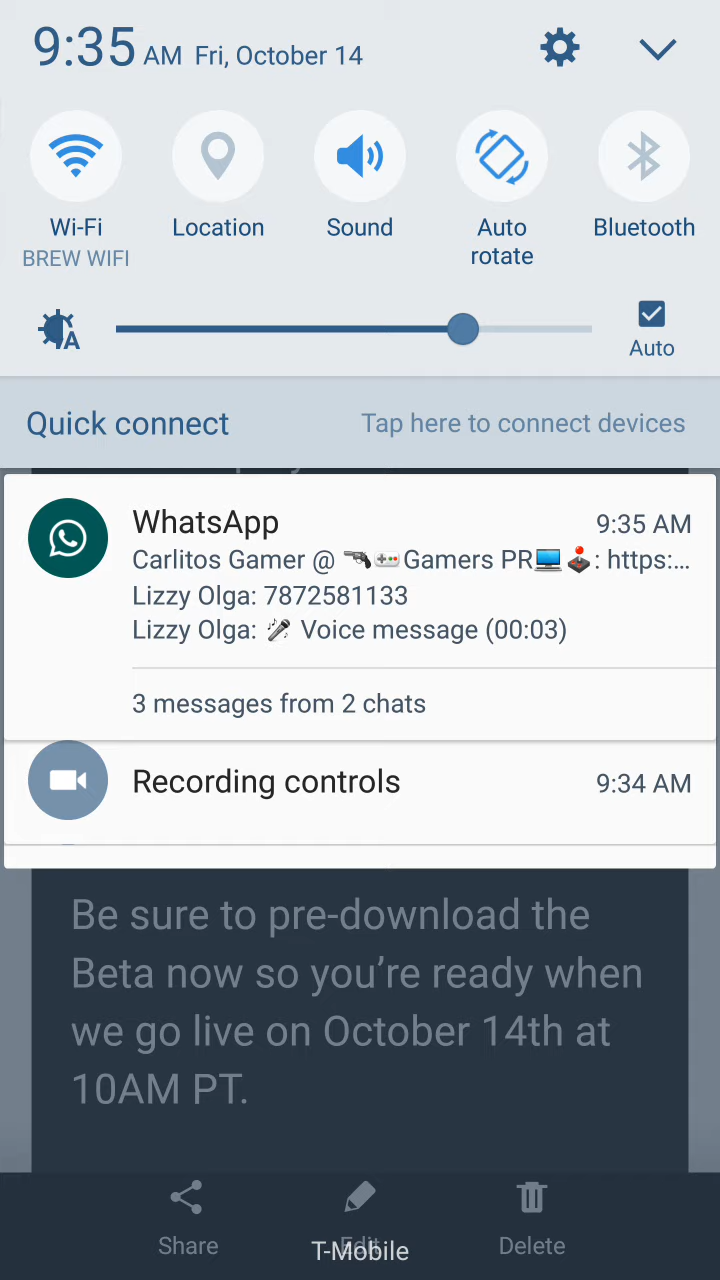 9:35 AM Fri, October 14
Wi-Fi Location Sound Auto rotate Bluetooth
BREW WIFI
A Auto
Quick connect Tap here to connect devices
WhatsApp 9:35 AM
Carlitos Gamer @ 🔫🎮Gamers PR🖥️🕹️: https:...
Lizzy Olga: 7872581133
Lizzy Olga: 🎤 Voice message (00:03)
3 messages from 2 chats
Recording controls 9:34 AM
Be sure to pre-download the
Beta now so you’re ready when
we go live on October 14th at
10AM PT.
Share Edit Delete
T-Mobile